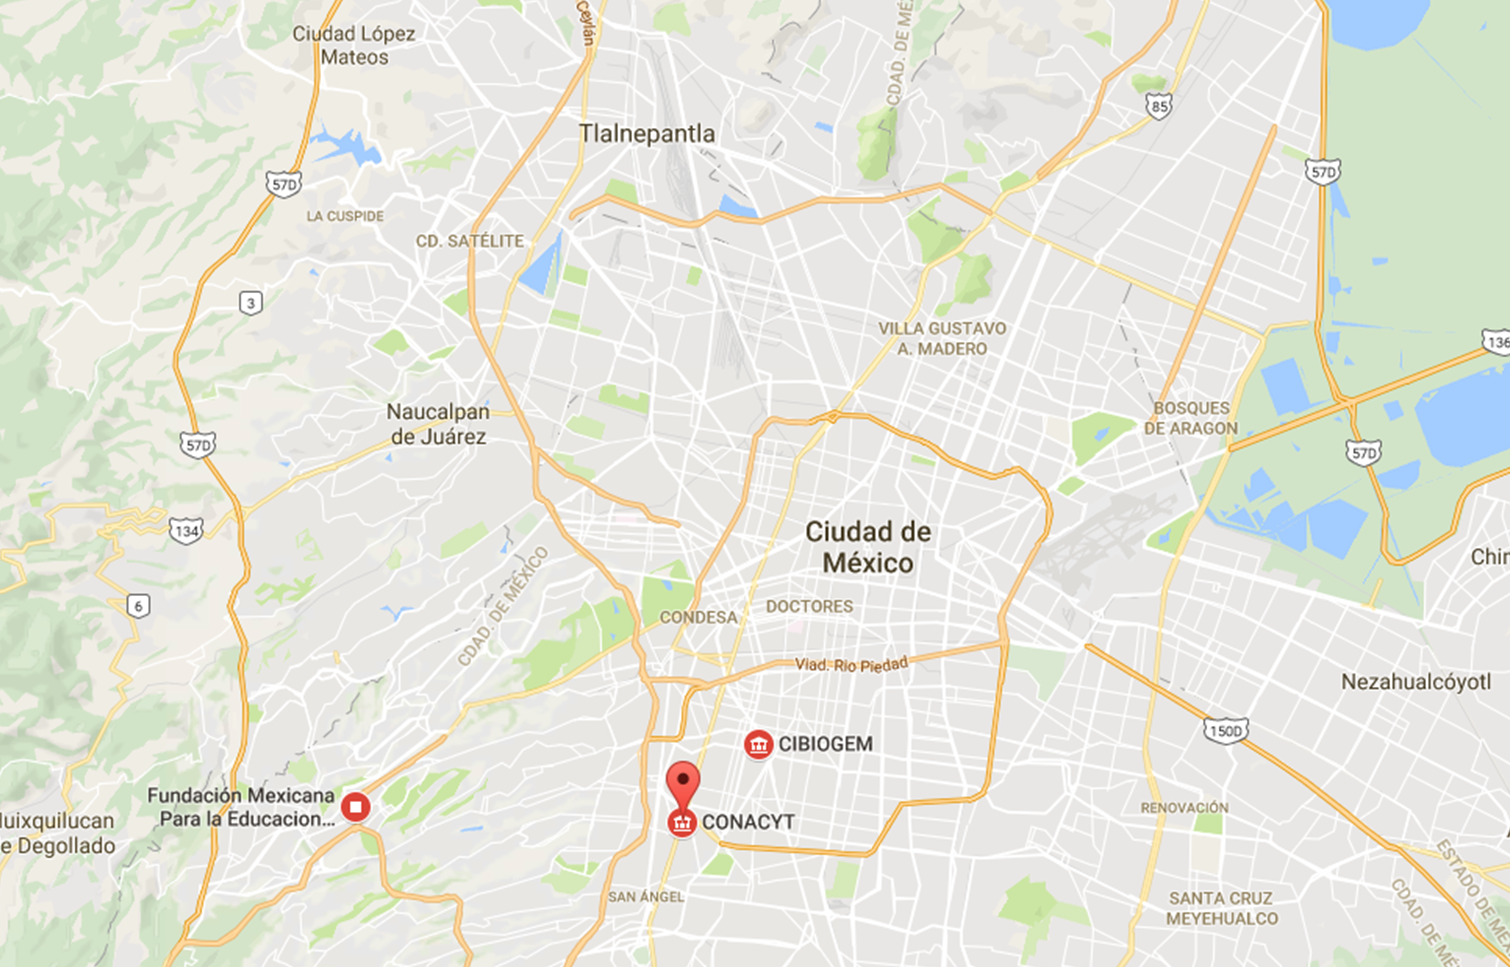 Ceylán
CDAD. DE MÉ
Ciudad López
Mateos
85
Tlalnepantla
57D
57D
LA CUSPIDE
CD. SATÉLITE
3
VILLA GUSTAVO
A. MADERO
136
Naucalpan
de Juárez
BOSQUES
DE ARAGON
57D
57D
134
Ciudad de
México
Chin
CDAD. DE MÉXICO
6
CONDESA
DOCTORES
Viad. Rio Piedad
Nezahualcóyotl
150D
CIBIOGEM
Fundación Mexicana
Para la Educacion...
CONACYT
RENOVACIÓN
luixquilucan
e Degollado
SAN ÁNGEL
SANTA CRUZ
MEYEHUALCO
ESTADO DE M
CDAD. DE MÉ